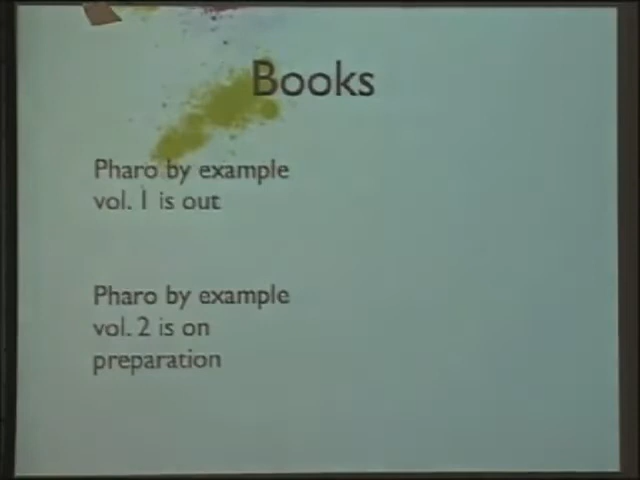 Books
Pharo by example
vol. 1 is out
Pharo by example
vol. 2 is on
preparation